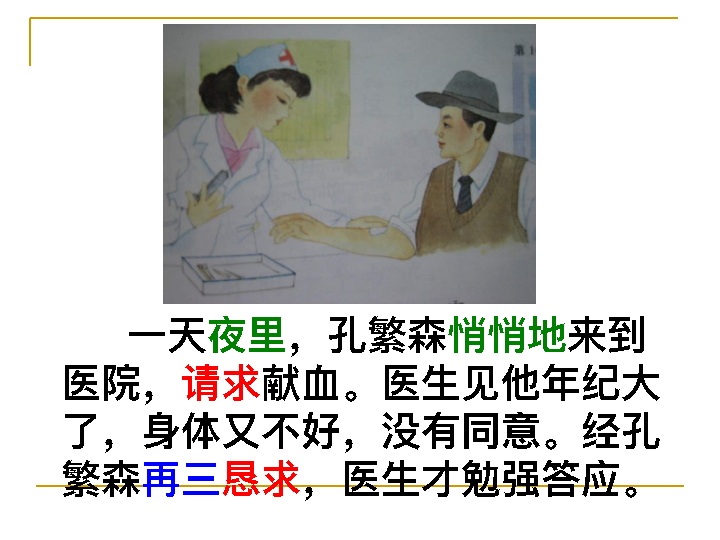 第1
一天夜里，孔繁森悄悄地来到
医院，请求献血。医生见他年纪大
了，身体又不好，没有同意。经孔
繁森再三恳求，医生才勉强答应。